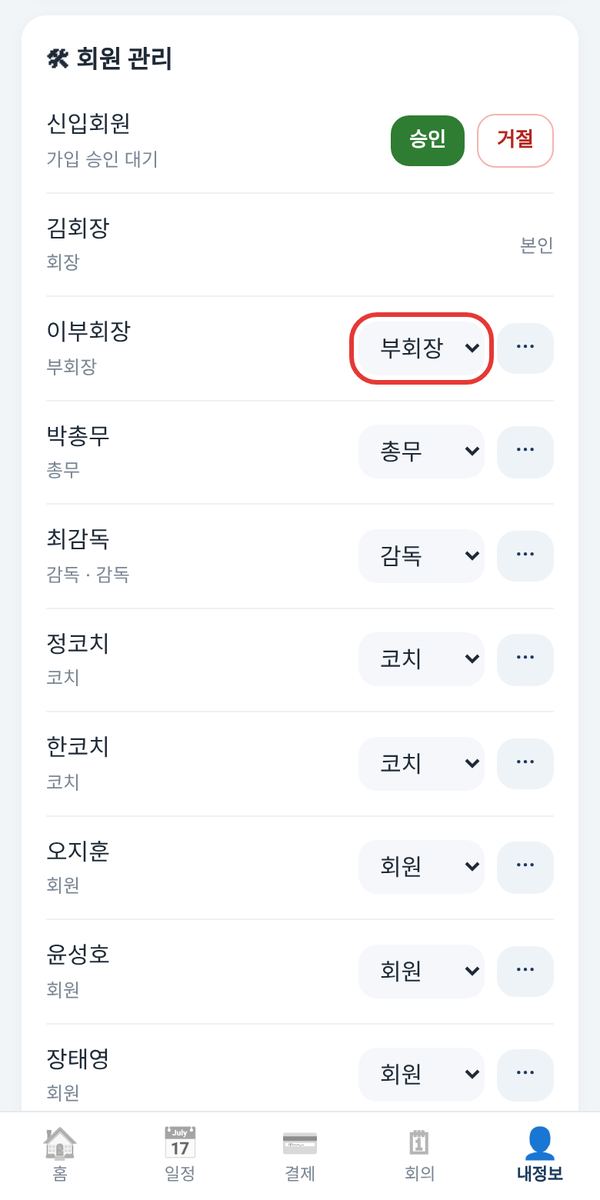 🛠 회원 관리
신입회원
가입 승인 대기
승인
거절
김회장
회장
본인
이부회장
부회장
부회장
...
박총무
총무
총무
...
최감독
감독 · 감독
감독
...
정코치
코치
코치
...
한코치
코치
코치
...
오지훈
회원
회원
...
윤성호
회원
회원
...
장태영
회원
회원
...
July
17
1
홈
일정
결제
회의
내정보